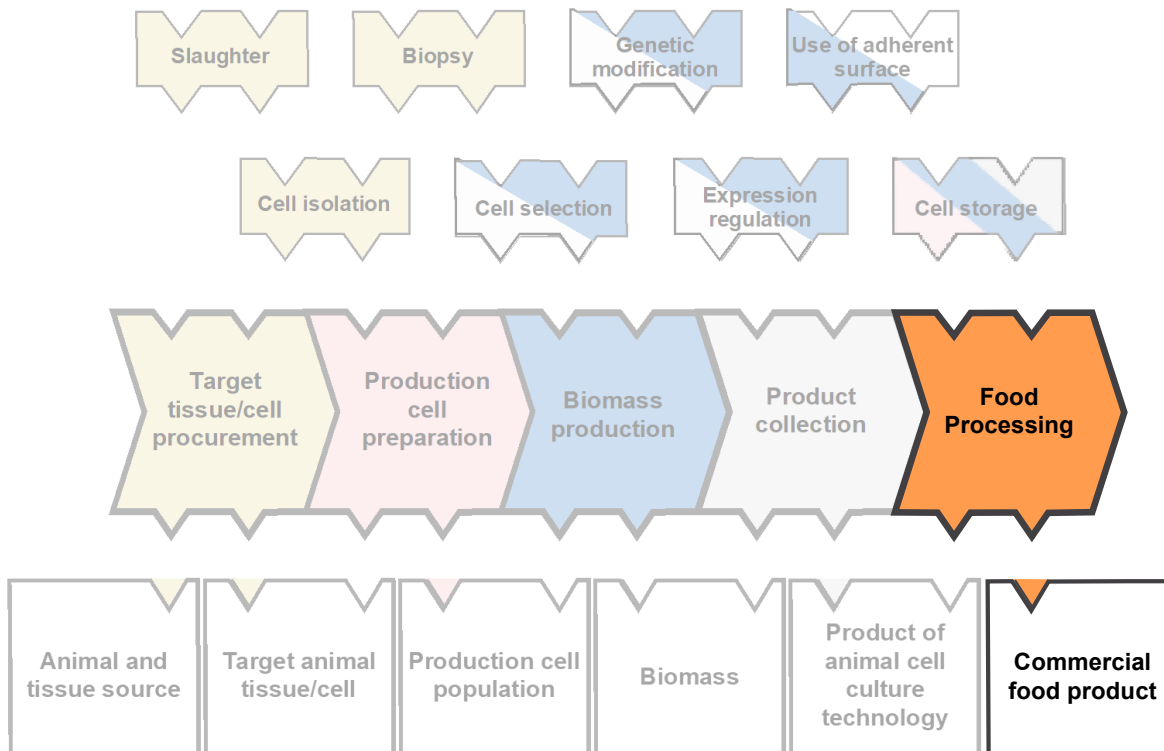 Slaughter
Biopsy
Genetic
modification
Use of adherent
surface
Cell isolation
Cell selection
Expression
regulation
Cell storage
Target
tissue/cell
procurement
Production
cell
preparation
Biomass
production
Product
collection
Food
Processing
Animal and
tissue source
Target animal
tissue/cell
Production cell
population
Biomass
Product of
animal cell
culture
technology
Commercial
food product